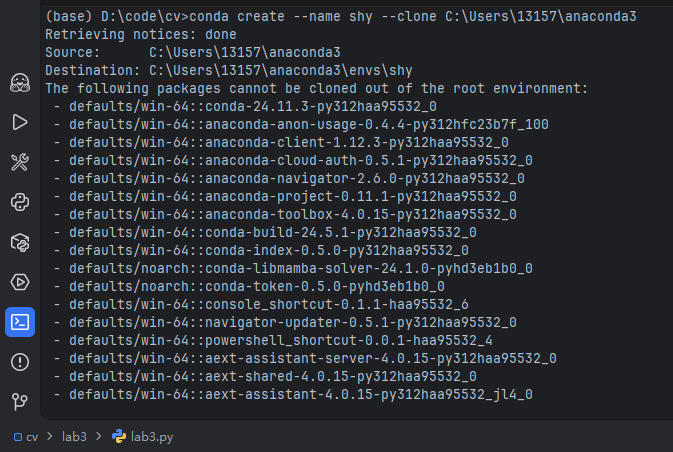 (base) D:\code\cv>conda create --name shy --clone C:\Users\13157\anaconda3
Retrieving notices: done
Source:      C:\Users\13157\anaconda3
Destination: C:\Users\13157\anaconda3\envs\shy
The following packages cannot be cloned out of the root environment:
 - defaults/win-64::conda-24.11.3-py312haa95532_0
 - defaults/win-64::anaconda-anon-usage-0.4.4-py312hfc23b7f_100
 - defaults/win-64::anaconda-client-1.12.3-py312haa95532_0
 - defaults/win-64::anaconda-cloud-auth-0.5.1-py312haa95532_0
 - defaults/win-64::anaconda-navigator-2.6.0-py312haa95532_0
 - defaults/win-64::anaconda-project-0.11.1-py312haa95532_0
 - defaults/win-64::anaconda-toolbox-4.0.15-py312haa95532_0
 - defaults/win-64::conda-build-24.5.1-py312haa95532_0
 - defaults/win-64::conda-index-0.5.0-py312haa95532_0
 - defaults/noarch::conda-libmamba-solver-24.1.0-pyhd3eb1b0_0
 - defaults/noarch::conda-token-0.5.0-pyhd3eb1b0_0
 - defaults/win-64::console_shortcut-0.1.1-haa95532_6
 - defaults/win-64::navigator-updater-0.5.1-py312haa95532_0
 - defaults/win-64::powershell_shortcut-0.0.1-haa95532_4
 - defaults/win-64::aext-assistant-server-4.0.15-py312haa95532_0
 - defaults/win-64::aext-shared-4.0.15-py312haa95532_0
 - defaults/win-64::aext-assistant-4.0.15-py312haa95532_jl4_0
cv > lab3 > lab3.py